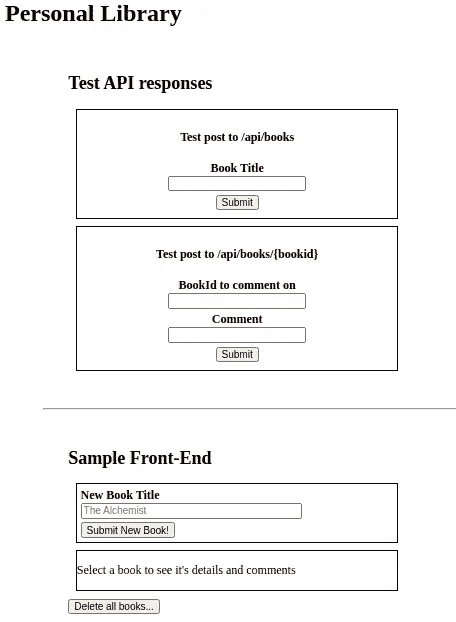 Personal Library
Test API responses
Test post to /api/books
Book Title
Submit
Test post to /api/books/{bookid}
BookId to comment on
Comment
Submit
Sample Front-End
New Book Title
The Alchemist
Submit New Book!
Select a book to see it's details and comments
Delete all books...